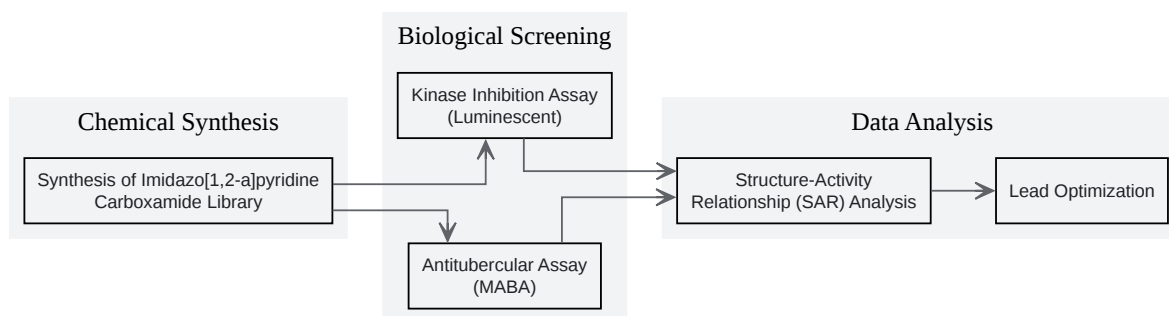 Chemical Synthesis
Synthesis of Imidazo[1,2-a]pyridine
Carboxamide Library
Biological Screening
Kinase Inhibition Assay
(Luminescent)
Antitubercular Assay
(MABA)
Data Analysis
Structure-Activity
Relationship (SAR) Analysis
Lead Optimization